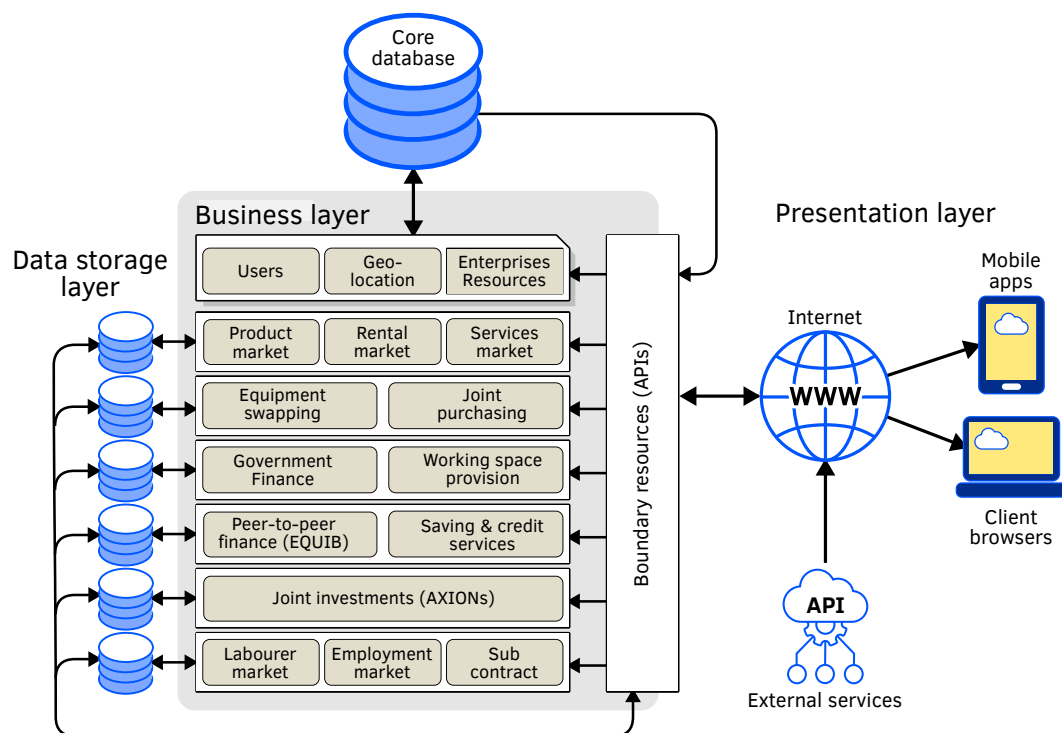 Core
database
Business layer
Presentation layer
Data storage
layer
Users
Geo-
location
Enterprises
Resources
Product
market
Rental
market
Services
market
Equipment
swapping
Joint
purchasing
Government
Finance
Working space
provision
Peer-to-peer
finance (EQUIB)
Saving & credit
services
Joint investments (AXIONs)
Labourer
market
Employment
market
Sub
contract
Boundary resources (APIs)
Internet
WWW
Mobile
apps
Client
browsers
API
External services